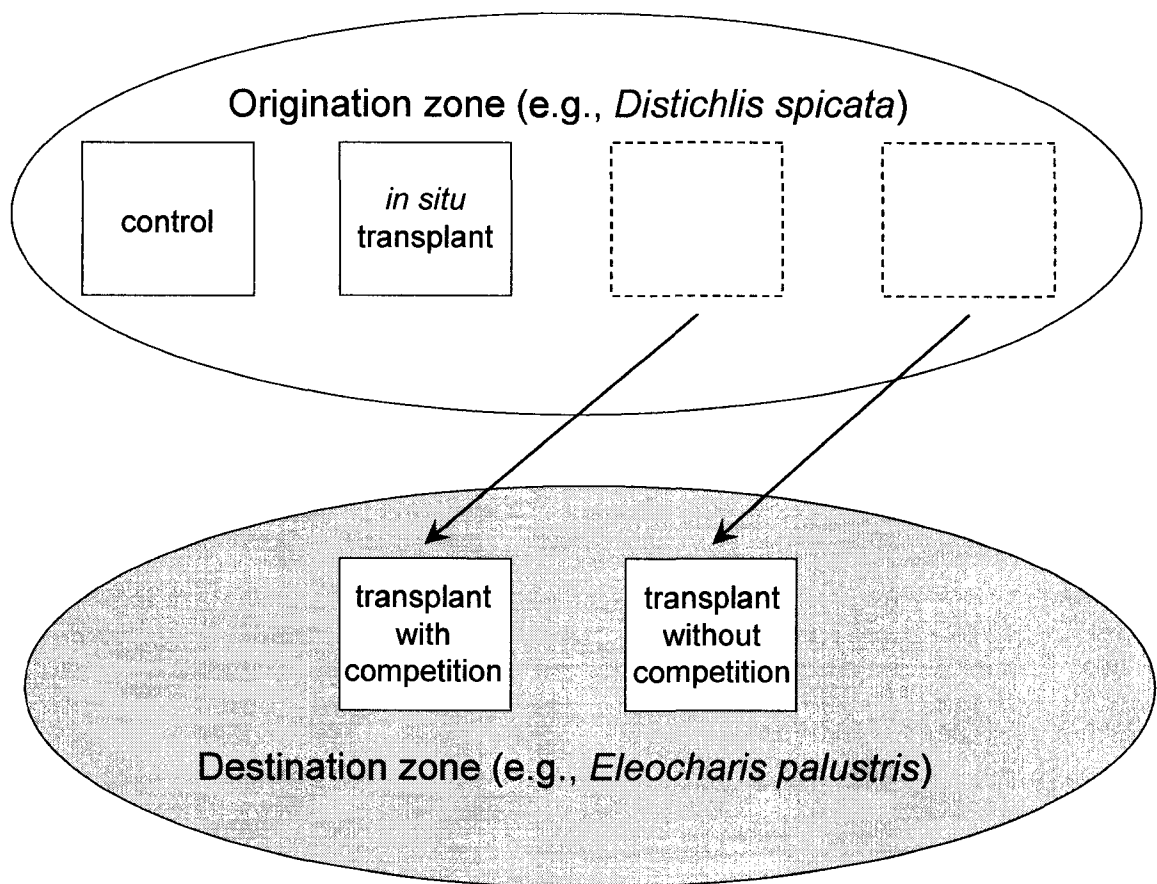 Origination zone (e.g., Distichlis spicata)
control
in situ
transplant
transplant
with
competition
transplant
without
competition
Destination zone (e.g., Eleocharis palustris)